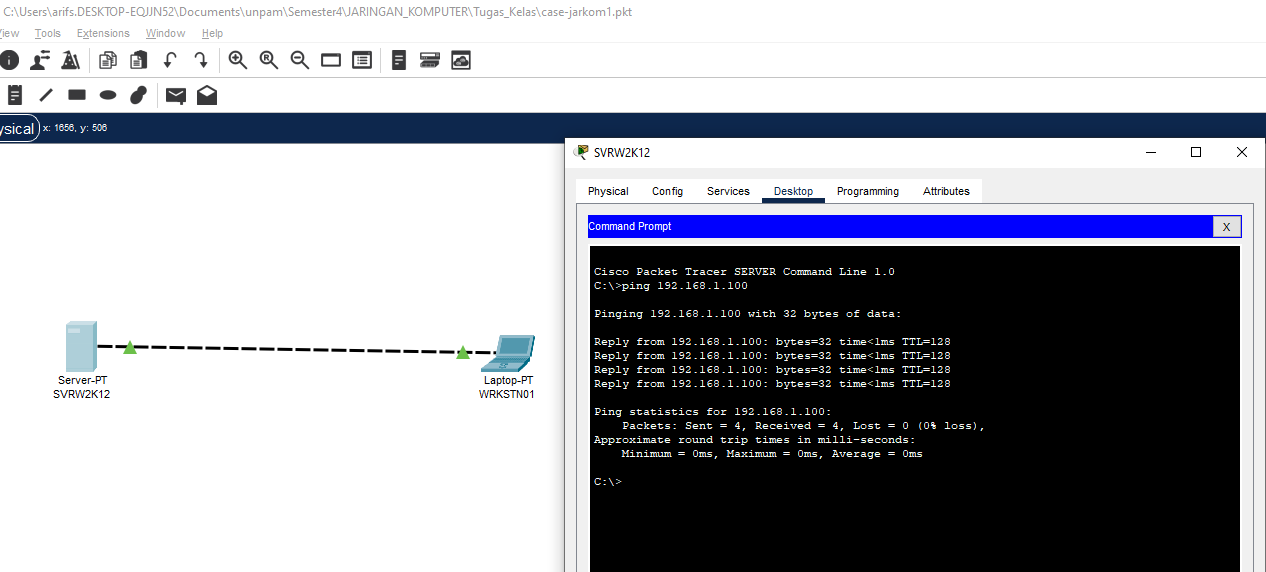 C:\Users\arifs.DESKTOP-EQJJN52\Documents\unpam\Semester4\JARINGAN_KOMPUTER\Tugas_Kelas\case-jarkom1.pkt
iew Tools Extensions Window Help
ysical x: 1656, y: 506
SVRW2K12
Physical Config Services Desktop Programming Attributes
Command Prompt X
Cisco Packet Tracer SERVER Command Line 1.0
C:\>ping 192.168.1.100
Pinging 192.168.1.100 with 32 bytes of data:
Reply from 192.168.1.100: bytes=32 time<1ms TTL=128
Reply from 192.168.1.100: bytes=32 time<1ms TTL=128
Reply from 192.168.1.100: bytes=32 time<1ms TTL=128
Reply from 192.168.1.100: bytes=32 time<1ms TTL=128
Ping statistics for 192.168.1.100:
Packets: Sent = 4, Received = 4, Lost = 0 (0% loss),
Approximate round trip times in milli-seconds:
Minimum = 0ms, Maximum = 0ms, Average = 0ms
C:\>
Server-PT
SVRW2K12
Laptop-PT
WRKSTN01